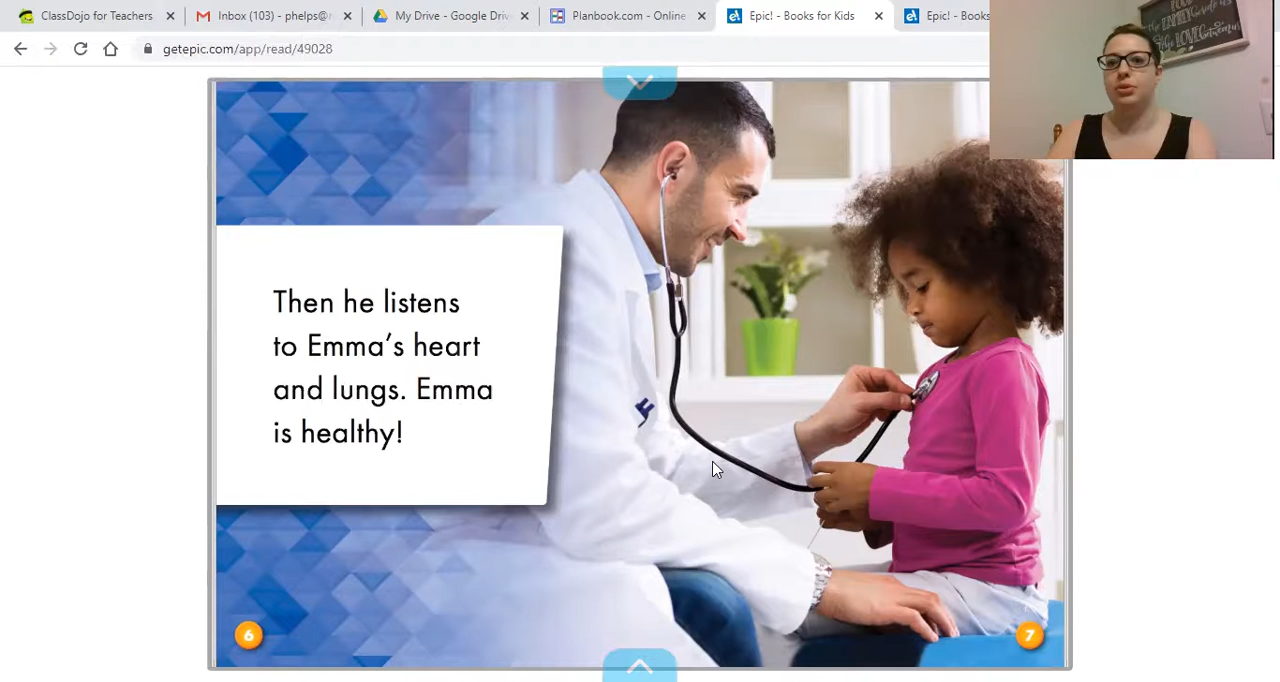 ClassDojo for Teachers
Inbox (103) - phelps@
My Drive - Google Driv
Planbook.com - Online
Epic! - Books for Kids
Epic! - Books
getepic.com/app/read/49028
Then he listens
to Emma's heart
and lungs. Emma
is healthy!
6
7